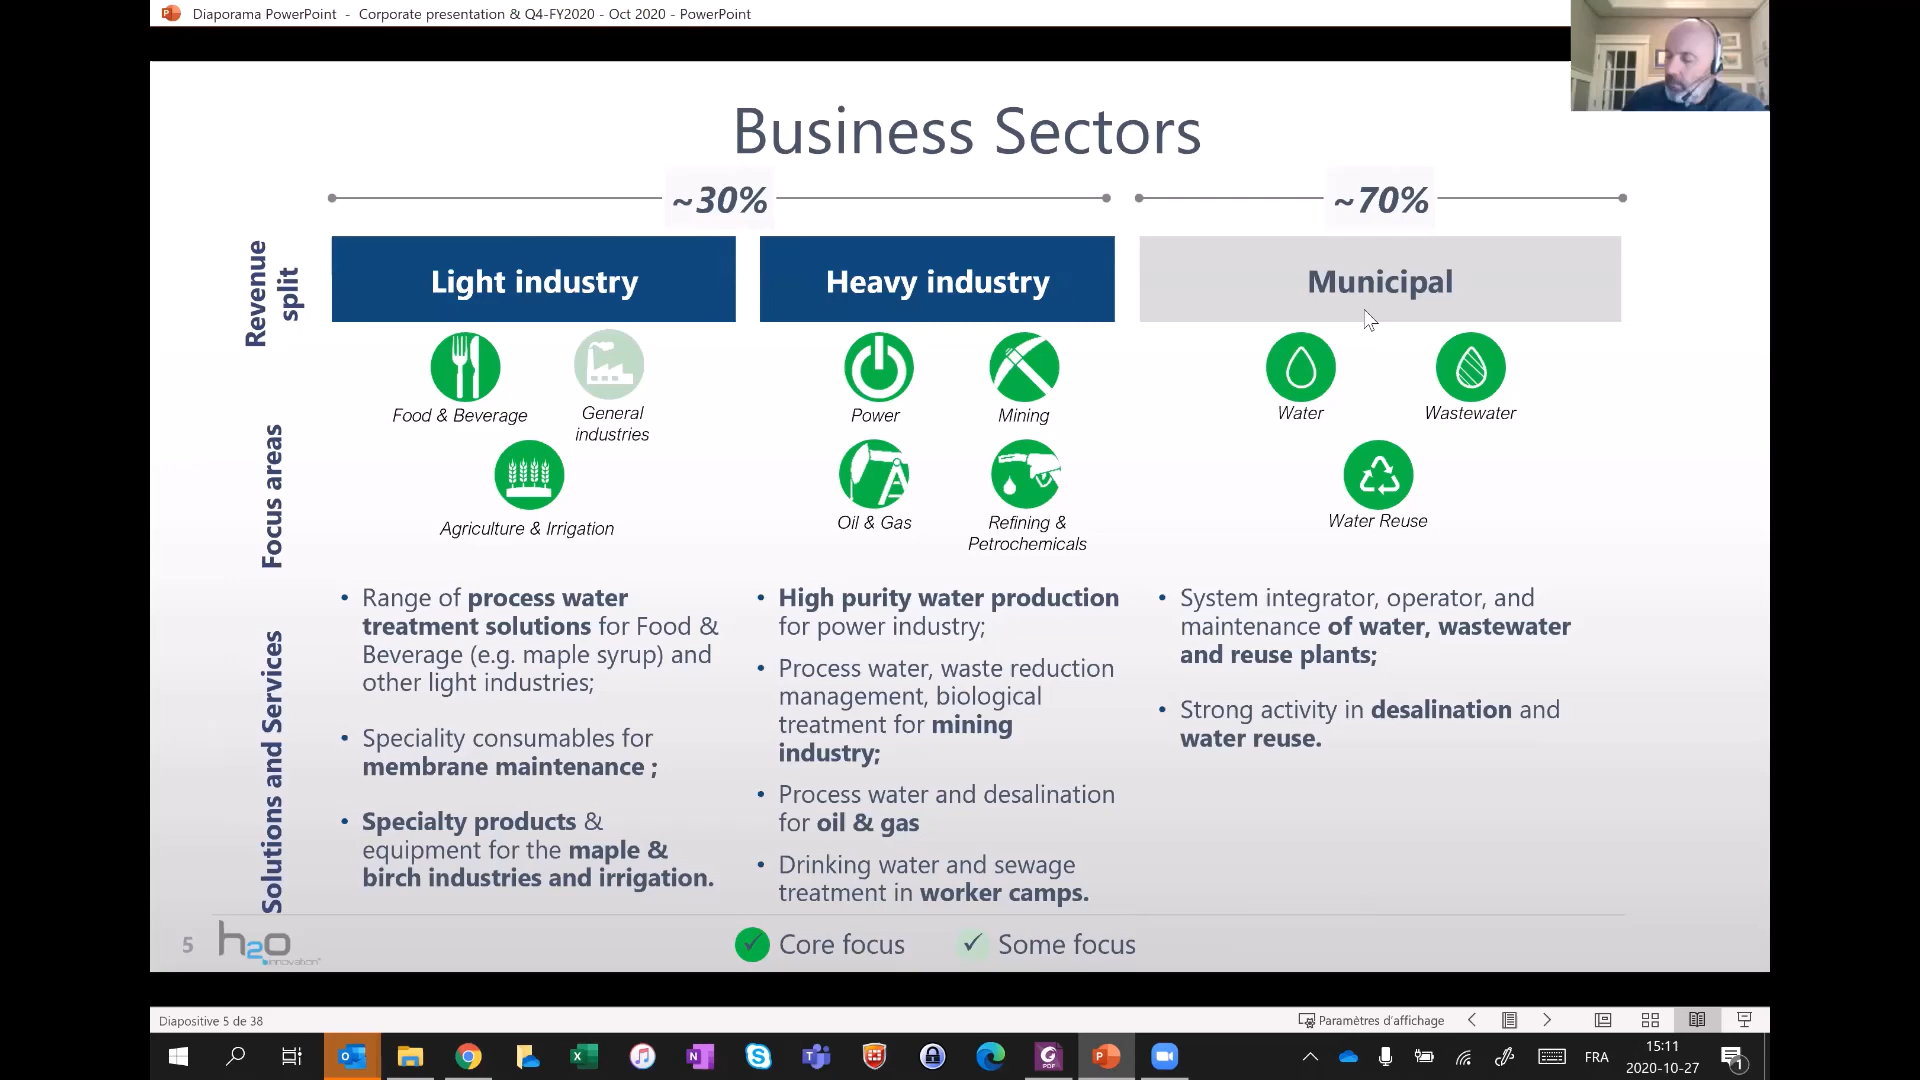 Diaporama PowerPoint - Corporate presentation & Q4-FY2020 - Oct 2020 - PowerPoint
Business Sectors
~30%
~70%
Revenue
split
Light industry
Heavy industry
Municipal
Focus areas
Food & Beverage
General
industries
Agriculture & Irrigation
Power
Mining
Oil & Gas
Refining &
Petrochemicals
Water
Wastewater
Water Reuse
Solutions and Services
• Range of process water
treatment solutions for Food &
Beverage (e.g. maple syrup) and
other light industries;
• Speciality consumables for
membrane maintenance ;
• Specialty products &
equipment for the maple &
birch industries and irrigation.
• High purity water production
for power industry;
• Process water, waste reduction
management, biological
treatment for mining
industry;
• Process water and desalination
for oil & gas
• Drinking water and sewage
treatment in worker camps.
• System integrator, operator, and
maintenance of water, wastewater
and reuse plants;
• Strong activity in desalination and
water reuse.
5
h2o
innovation
✓ Core focus
✓ Some focus
Diapositive 5 de 38
Paramètres d'affichage
FRA
15:11
2020-10-27
1